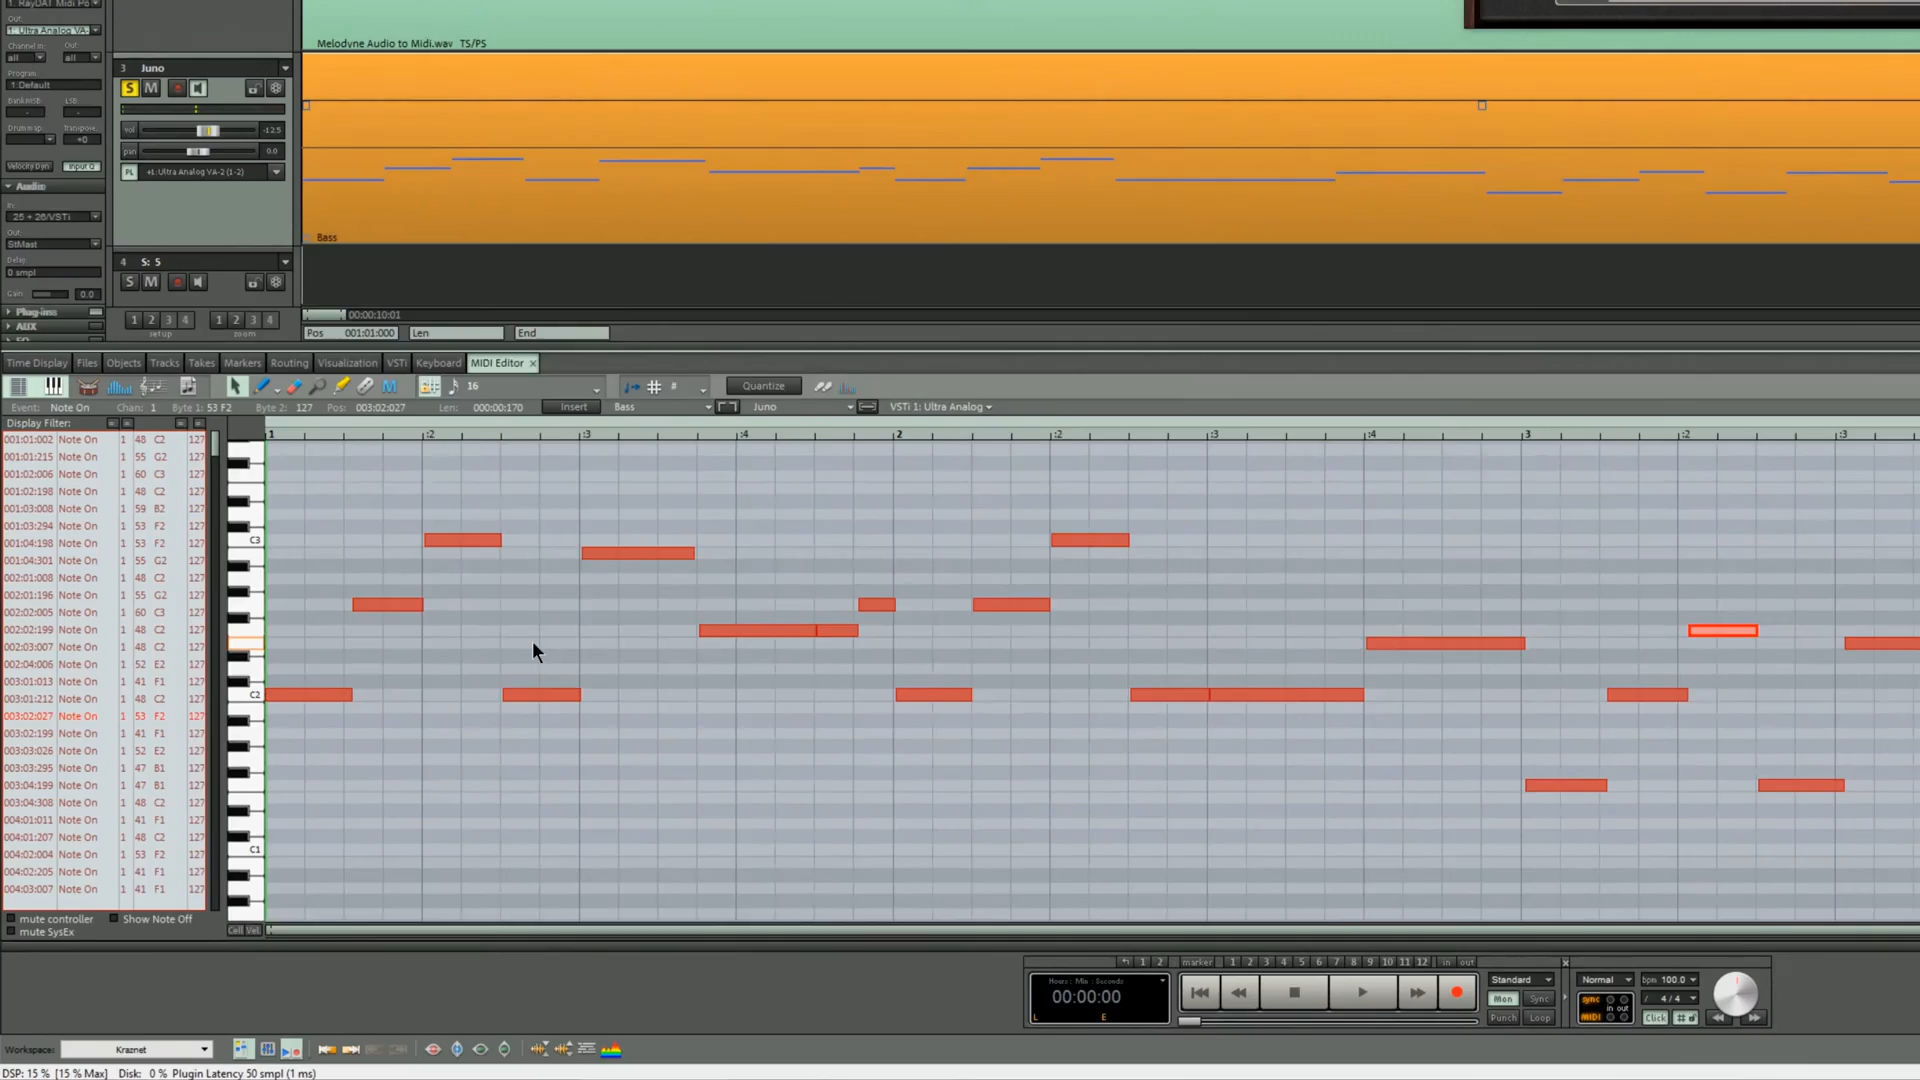 1. RayDAT Midi Po
Out:
1: Ultra Analog VA-
Channel In: Out:
all all
Program:
1 Default
BankMSB: LSB:
- -
Drummap: Transpose
+0
Velocity Dyn Input Q
Audio
In:
25 + 26/VSTi
Out:
StMast
Delay:
0 smpl
Gain: 0.0
Plug-ins
AUX
3 Juno
S M
vol -12.5
pan 0.0
PL +1:Ultra Analog VA-2 (1-2)
4 S: 5
S M
1 2 3 4 1 2 3 4
setup zoom
Melodyne Audio to Midi.wav TS/PS
Bass
00:00:10:01
Pos 001:01:000 Len End
Time Display Files Objects Tracks Takes Markers Routing Visualization VSTi Keyboard MIDI Editor x
M 16 # Quantize
Event: Note On Chan: 1 Byte 1: 53 F2 Byte 2: 127 Pos: 003:02:027 Len: 000:00:170 Insert Bass Juno VSTi 1: Ultra Analog
Display Filter:
1 :2 :3 :4 2 :2 :3 :4 3 :2 :3
001:01:002 Note On 1 48 C2 127
001:01:215 Note On 1 55 G2 127
001:02:006 Note On 1 60 C3 127
001:02:198 Note On 1 48 C2 127
001:03:008 Note On 1 59 B2 127
001:03:294 Note On 1 53 F2 127
001:04:198 Note On 1 53 F2 127
001:04:301 Note On 1 55 G2 127
002:01:008 Note On 1 48 C2 127
002:01:196 Note On 1 55 G2 127
002:02:005 Note On 1 60 C3 127
002:02:199 Note On 1 48 C2 127
002:03:007 Note On 1 48 C2 127
002:04:006 Note On 1 52 E2 127
003:01:013 Note On 1 41 F1 127
003:01:212 Note On 1 48 C2 127
003:02:027 Note On 1 53 F2 127
003:02:199 Note On 1 41 F1 127
003:03:026 Note On 1 52 E2 127
003:03:295 Note On 1 47 B1 127
003:04:199 Note On 1 47 B1 127
003:04:308 Note On 1 48 C2 127
004:01:011 Note On 1 41 F1 127
004:01:207 Note On 1 48 C2 127
004:02:004 Note On 1 53 F2 127
004:02:205 Note On 1 41 F1 127
004:03:007 Note On 1 41 F1 127
C3
C2
C1
mute controller Show Note Off
mute SysEx
Cell Vel
1 2 marker 1 2 3 4 5 6 7 8 9 10 11 12 in out
Hours : Min : Seconds
00:00:00
L E
Standard
Mon Sync
Punch Loop
Normal bpm 100.0
sync in out
MIDI
/ 4/4
Click #
Workspace: Kraznet
DSP: 15 % [15 % Max] Disk: 0 % Plugin Latency 50 smpl (1 ms)